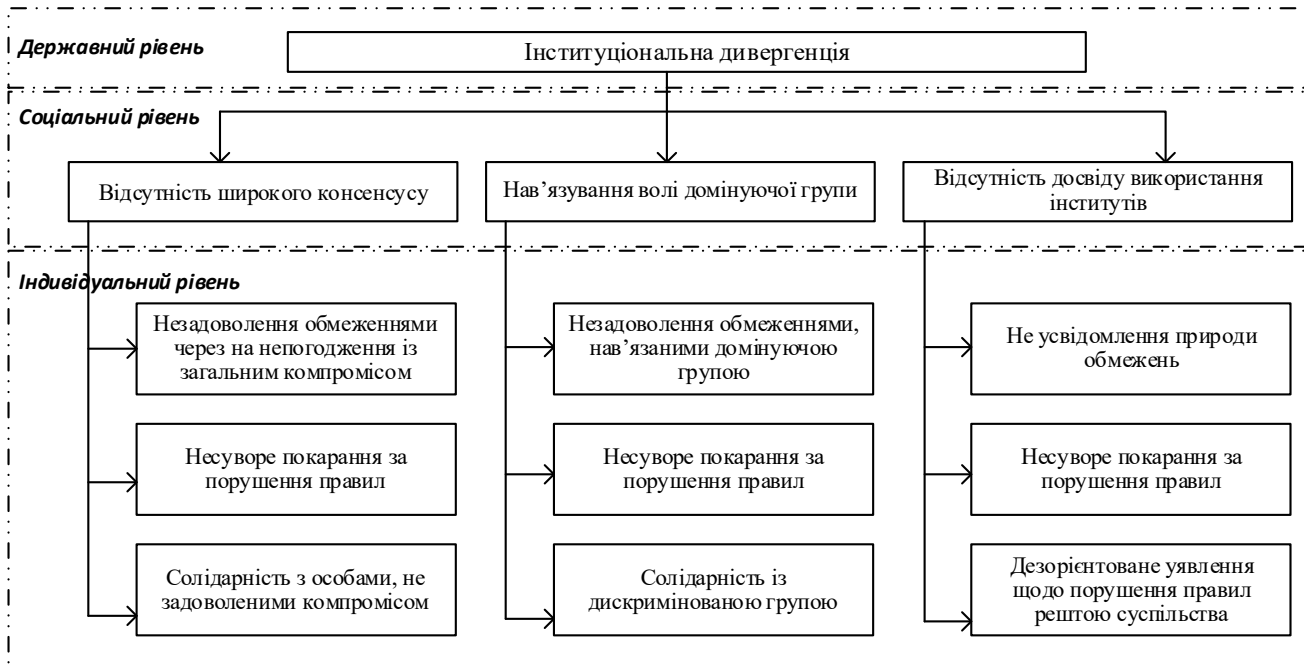 Державний рівень
Інституціональна дивергенція
Соціальний рівень
Відсутність широкого консенсусу
Нав’язування волі домінуючої групи
Відсутність досвіду використання
інститутів
Індивідуальний рівень
Незадоволення обмеженнями
через на непогодження із
загальним компромісом
Незадоволення обмеженнями,
нав’язаними домінуючою
групою
Не усвідомлення природи
обмежень
Несуворе покарання за
порушення правил
Несуворе покарання за
порушення правил
Несуворе покарання за
порушення правил
Солідарність з особами, не
задоволеними компромісом
Солідарність із
дискримінованою групою
Дезорієнтоване уявлення
щодо порушення правил
рештою суспільства